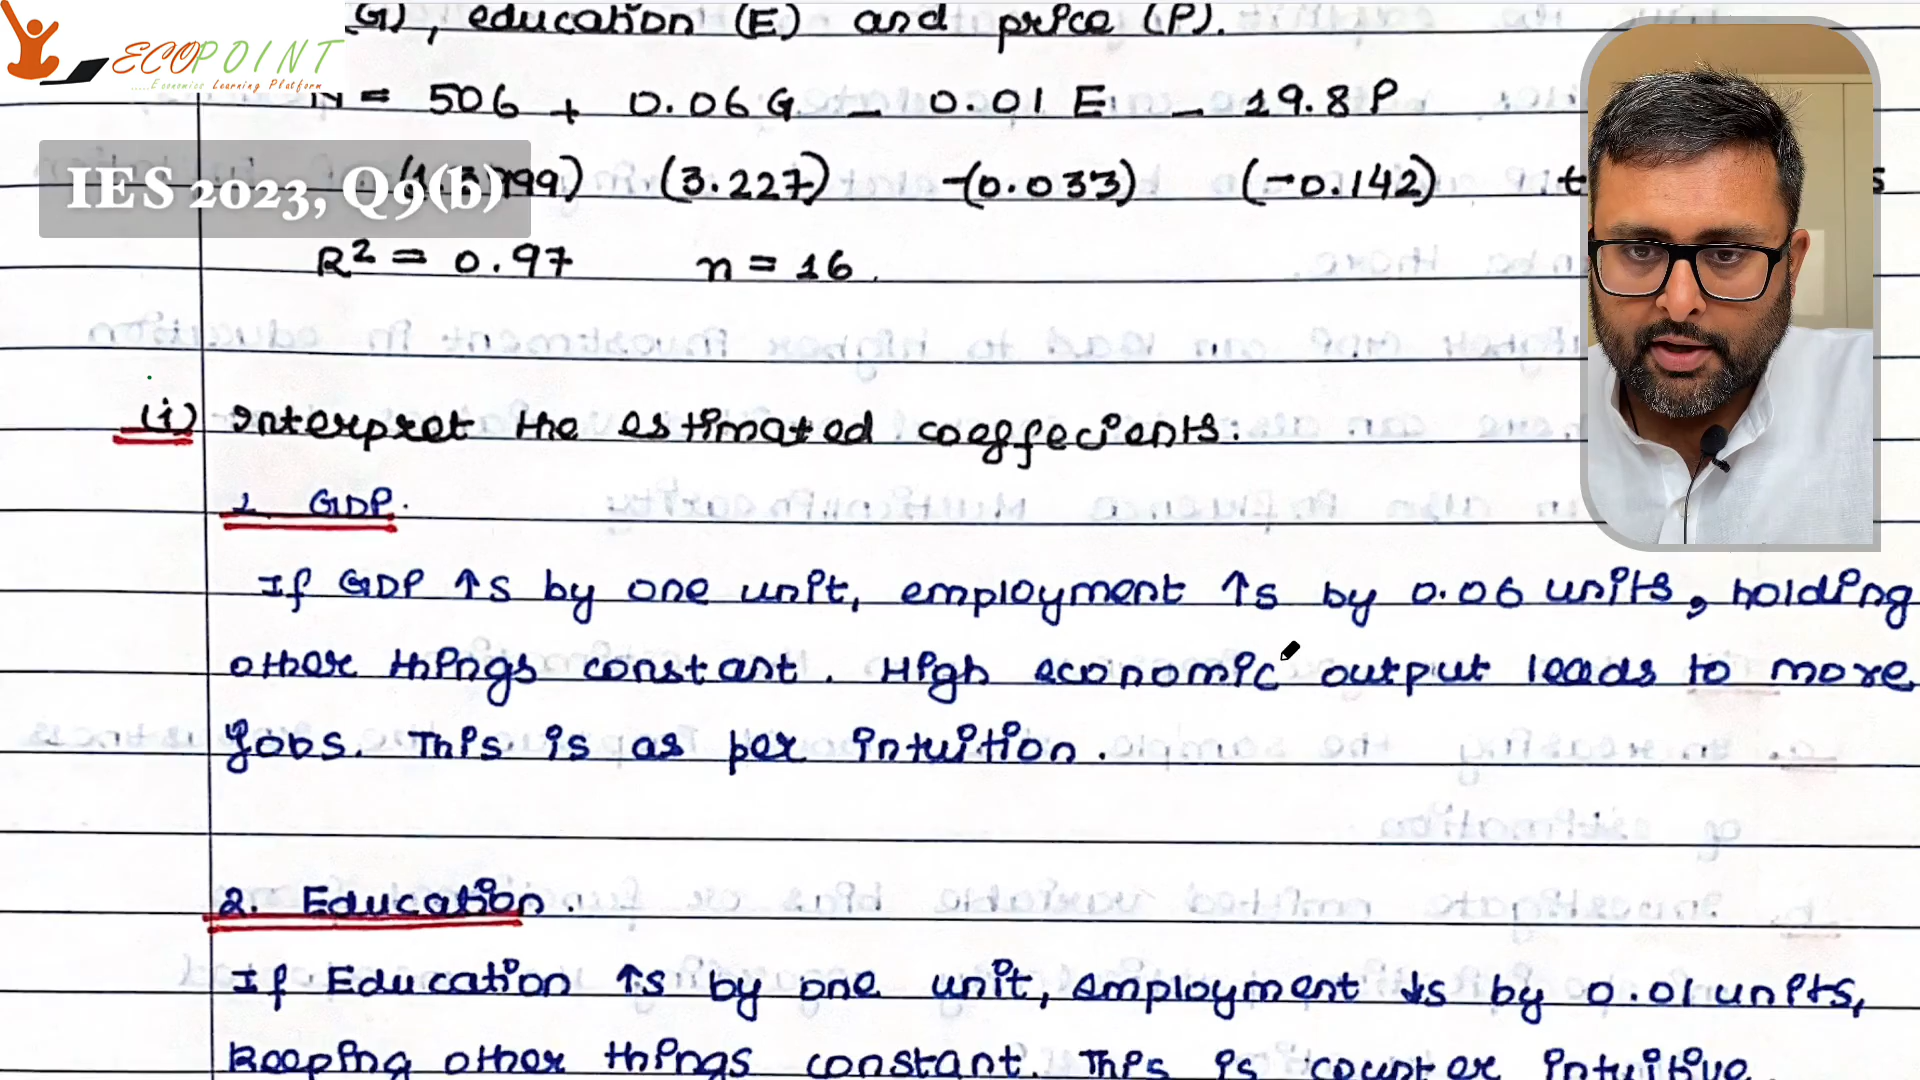 G), education (E) and price (P).
ECOPOINT
.....Economics Learning Platform
N = 506 + 0.06 G - 0.01 E - 19.8 P
IES 2023, Q9(b)
(3.227) -(0.033) (-0.142)
R² = 0.97 n = 16.
(i) Interpret the estimated coeffecients.
1. GDP.
If GDP ↑s by one unit, employment ↑s by 0.06 units, holding
other things constant. High economic output leads to more
jobs. This is as per intuition.
2. Education.
If Education ↑s by one unit, employment ↓s by 0.01 units,
keeping other things constant. This is counter intuitive.